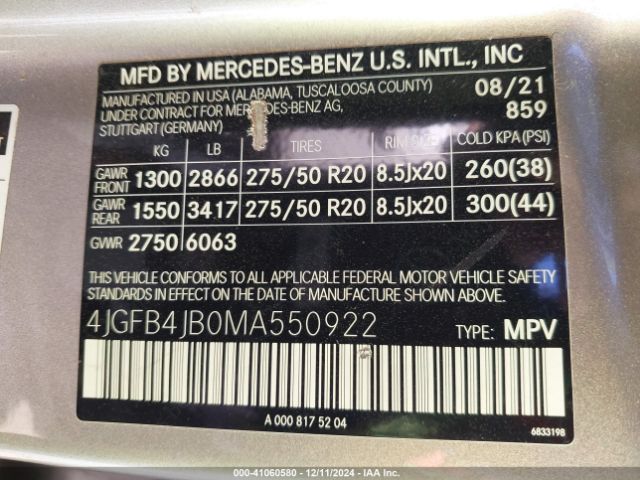 MFD BY MERCEDES-BENZ U.S. INTL., INC
MANUFACTURED IN USA (ALABAMA, TUSCALOOSA COUNTY) 08/21
UNDER CONTRACT FOR MERCEDES-BENZ AG, 859
STUTTGART (GERMANY)
KG LB TIRES RIM SIZE COLD KPA (PSI)
GAWR FRONT 1300 2866 275/50 R20 8.5Jx20 260(38)
GAWR REAR 1550 3417 275/50 R20 8.5Jx20 300(44)
GVWR 2750 6063
THIS VEHICLE CONFORMS TO ALL APPLICABLE FEDERAL MOTOR VEHICLE SAFETY
STANDARDS IN EFFECT ON THE DATE OF MANUFACTURE SHOWN ABOVE.
4JGFB4JB0MA550922 TYPE: MPV
A 000 817 52 04
6833198
000-41060580 - 12/11/2024 - IAA Inc.